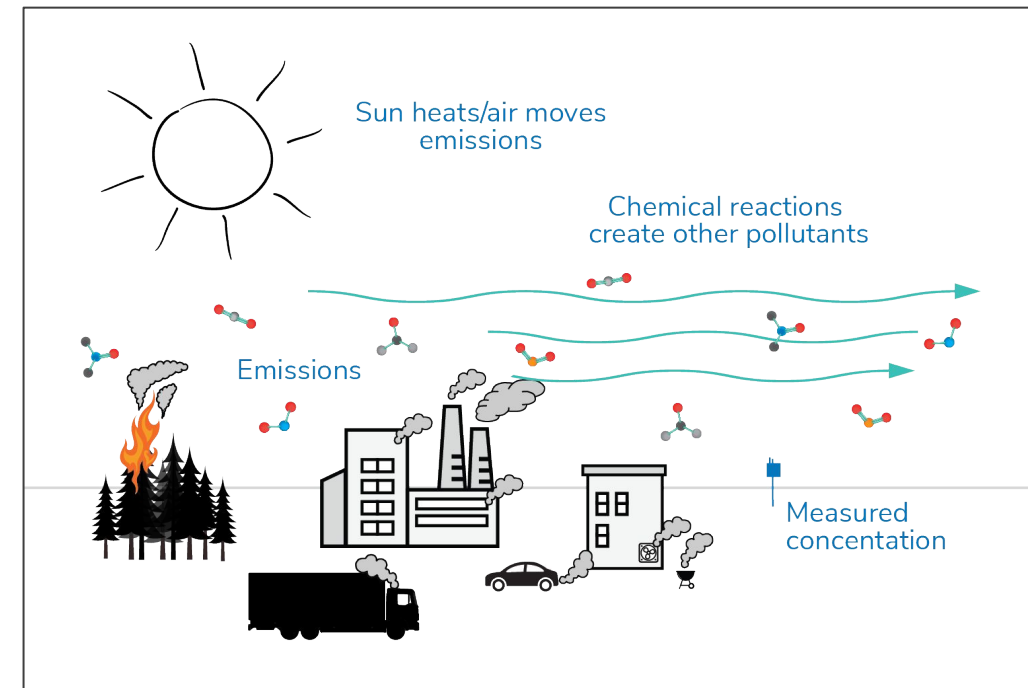 Sun heats/air moves
emissions
Chemical reactions
create other pollutants
Emissions
Measured
concentation